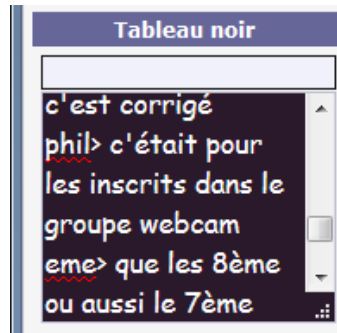 Tableau noir
c'est corrigé
phil> c'était pour
les inscrits dans le
groupe webcam
eme> que les 8ème
ou aussi le 7ème